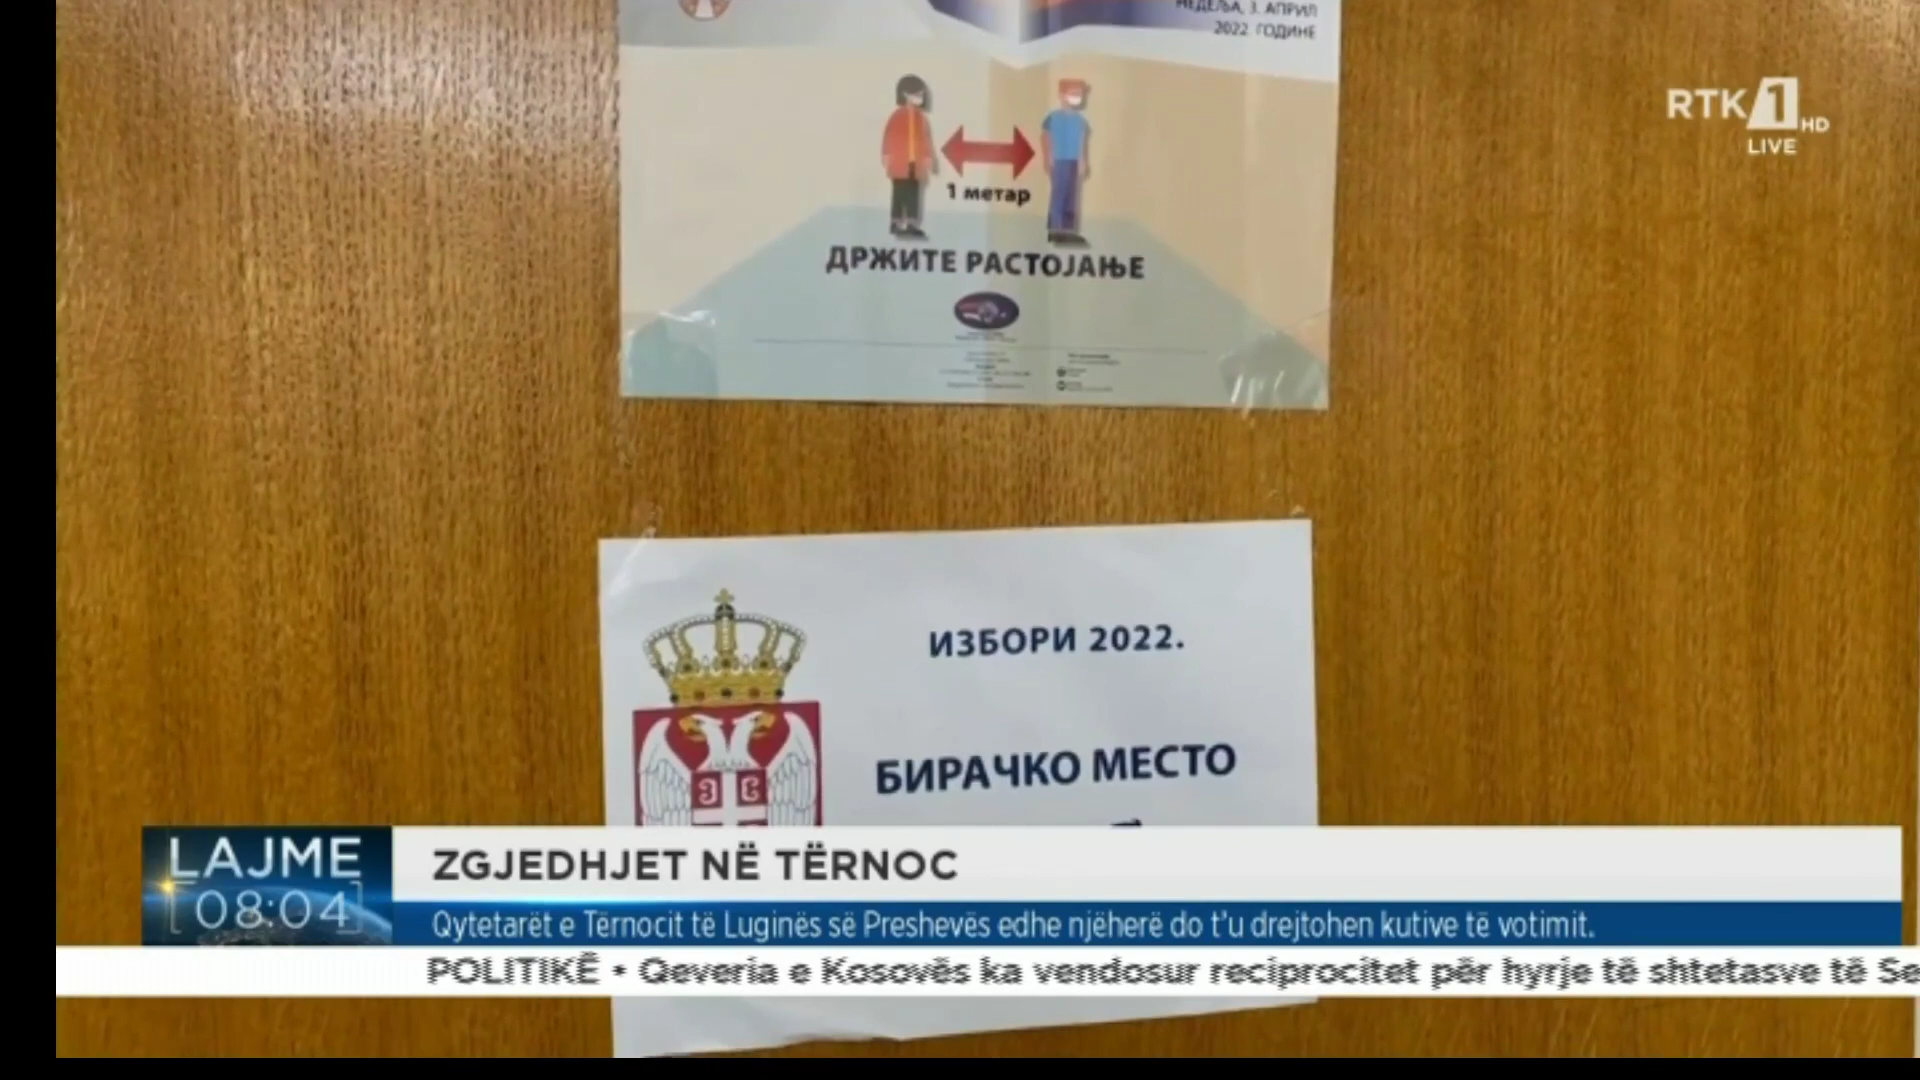 НЕДЕЉА, 3. АПРИЛ
2022. ГОДИНЕ
RTK 1 HD
LIVE
1 метар
ДРЖИТЕ РАСТОЈАЊЕ
ИЗБОРИ 2022.
БИРАЧКО МЕСТО
LAJME
08:04
ZGJEDHJET NË TËRNOC
Qytetarët e Tërnocit të Luginës së Preshevës edhe njëherë do t'u drejtohen kutive të votimit.
POLITIKË • Qeveria e Kosovës ka vendosur reciprocitet për hyrje të shtetasve të Se